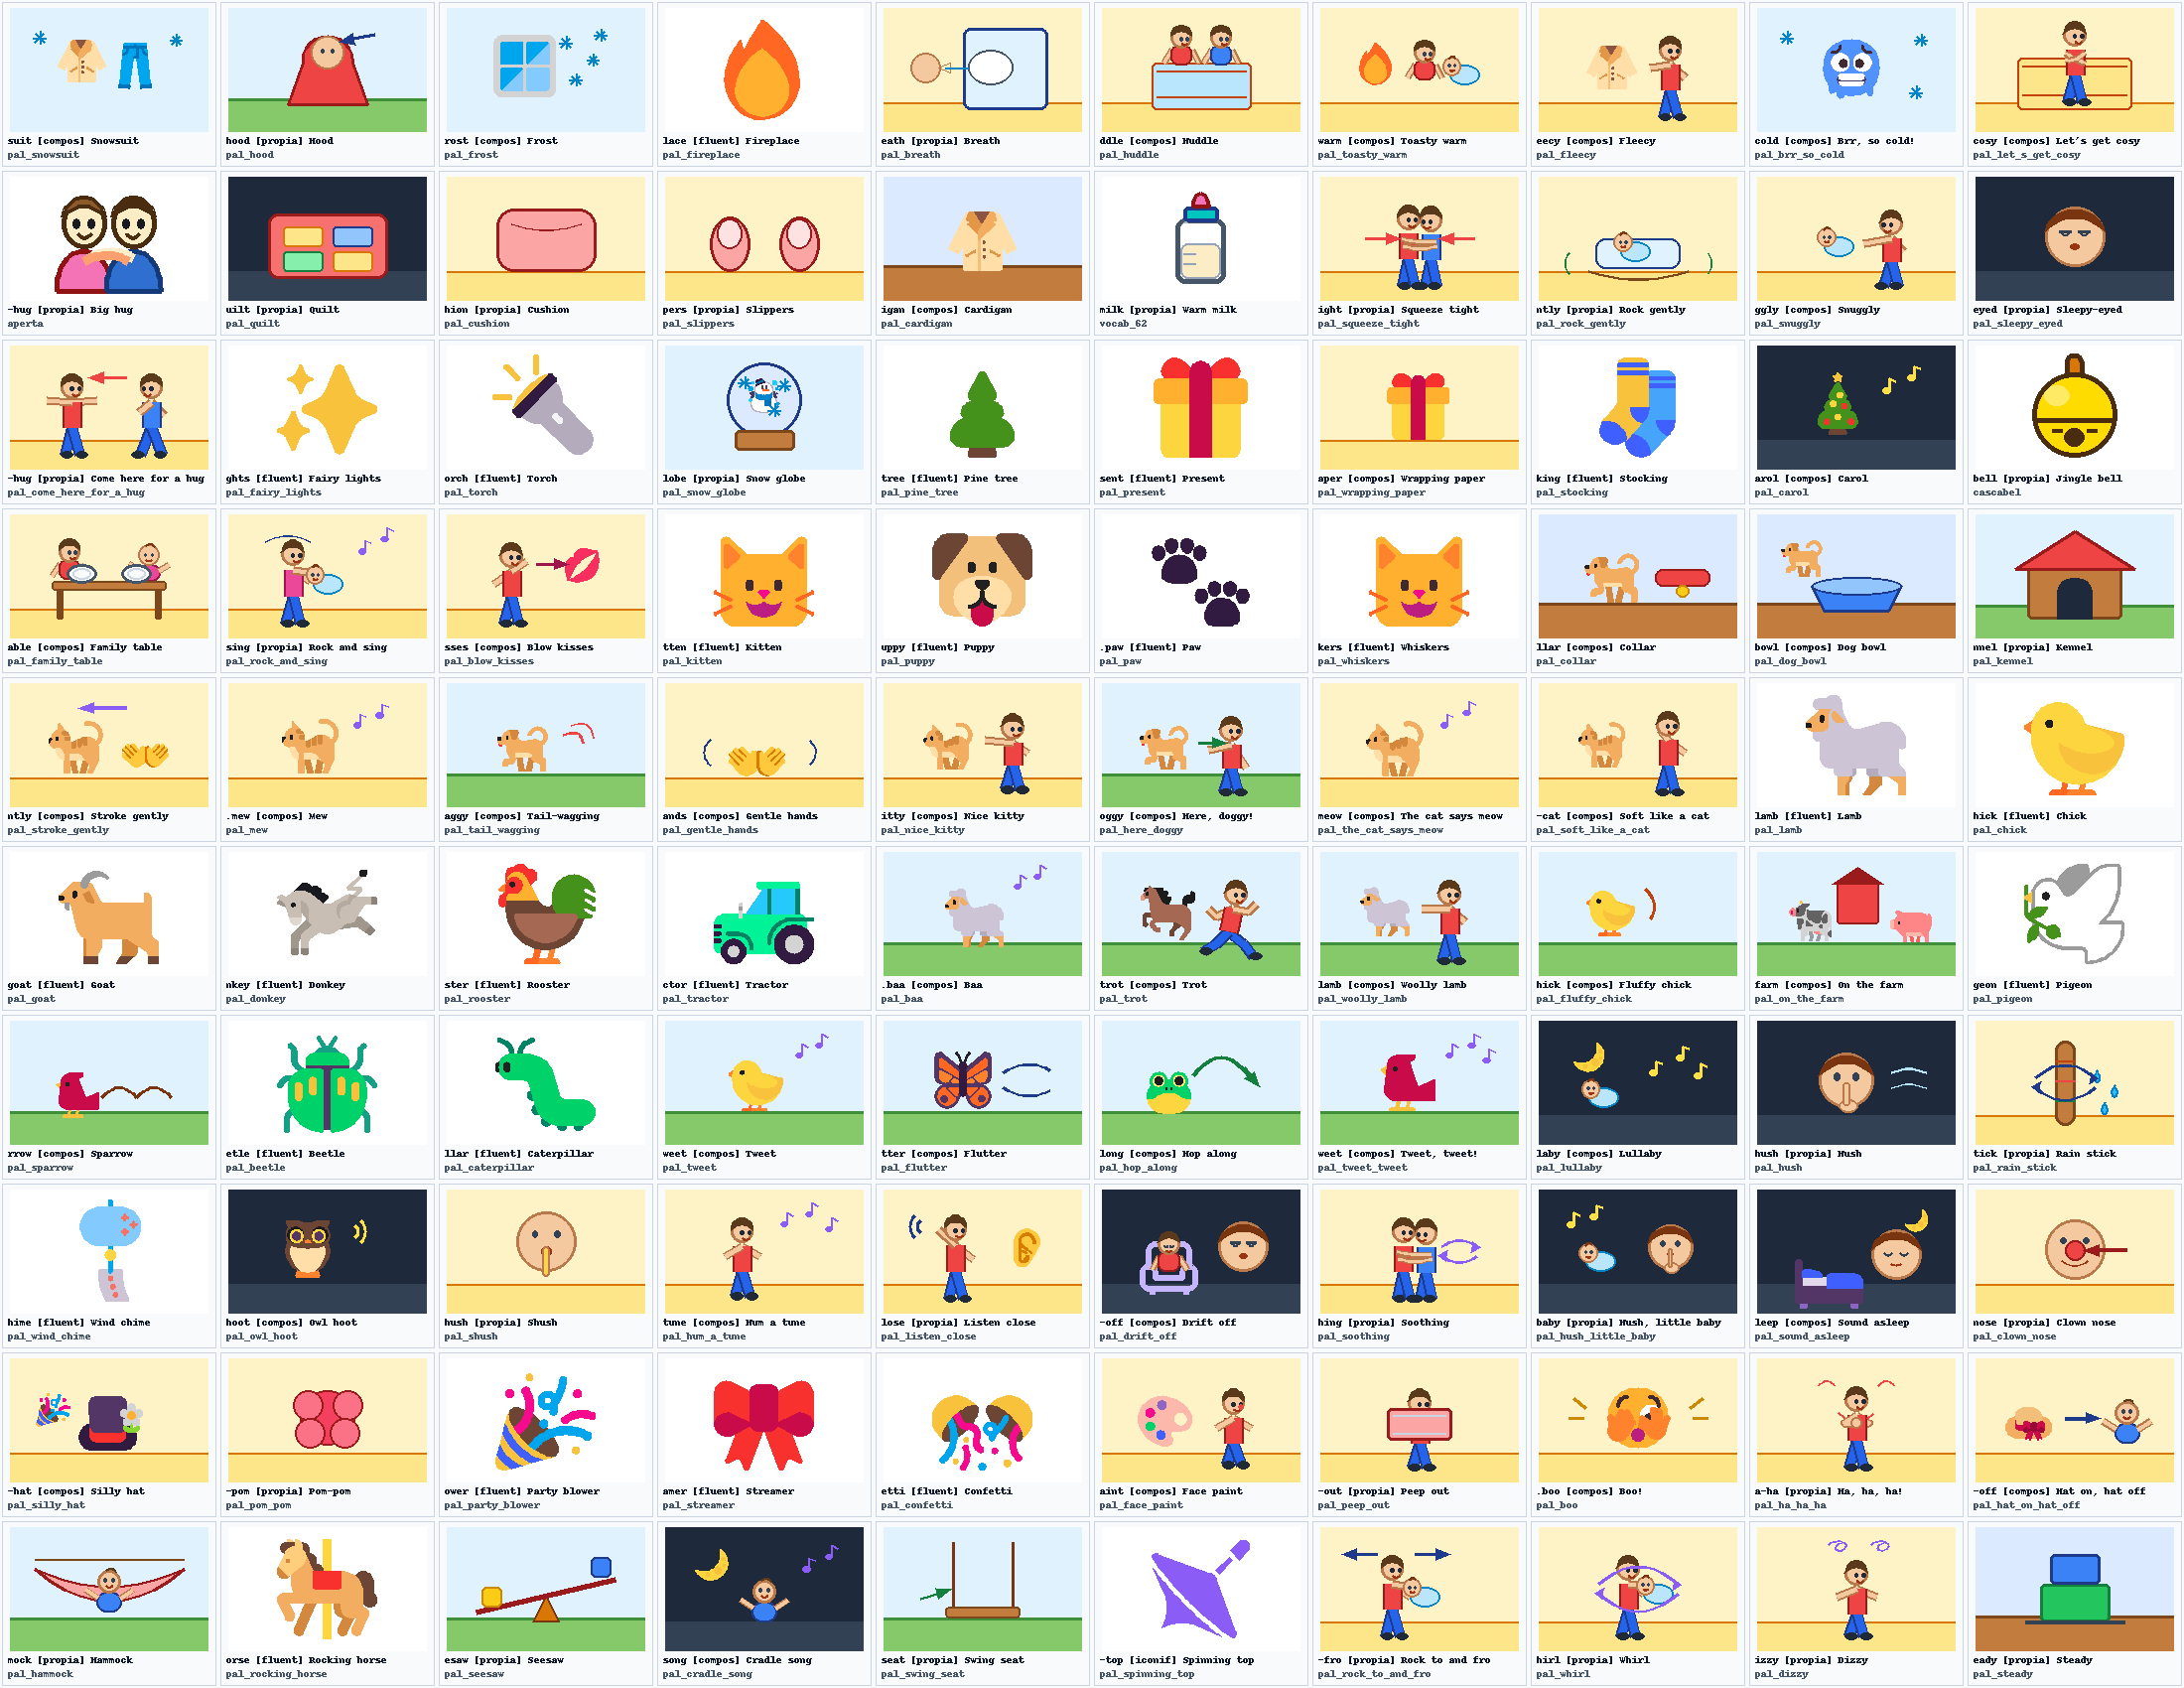 suit [compos] Snowsuit
pal_snowsuit
hood [propia] Hood
pal_hood
rost [compos] Frost
pal_frost
lace [fluent] Fireplace
pal_fireplace
eath [propia] Breath
pal_breath
ddle [compos] Huddle
pal_huddle
warm [compos] Toasty warm
pal_toasty_warm
eecy [compos] Fleecy
pal_fleecy
cold [compos] Brr, so cold!
pal_brr_so_cold
cosy [compos] Let's get cosy
pal_let_s_get_cosy
-hug [propia] Big hug
aperta
uilt [propia] Quilt
pal_quilt
hion [propia] Cushion
pal_cushion
pers [propia] Slippers
pal_slippers
igan [compos] Cardigan
pal_cardigan
milk [propia] Warm milk
vocab_62
ight [propia] Squeeze tight
pal_squeeze_tight
ntly [propia] Rock gently
pal_rock_gently
ggly [compos] Snuggly
pal_snuggly
eyed [propia] Sleepy-eyed
pal_sleepy_eyed
-hug [propia] Come here for a hug
pal_come_here_for_a_hug
ghts [fluent] Fairy lights
pal_fairy_lights
orch [fluent] Torch
pal_torch
lobe [propia] Snow globe
pal_snow_globe
tree [fluent] Pine tree
pal_pine_tree
sent [fluent] Present
pal_present
aper [compos] Wrapping paper
pal_wrapping_paper
king [fluent] Stocking
pal_stocking
arol [compos] Carol
pal_carol
bell [propia] Jingle bell
cascabel
able [compos] Family table
pal_family_table
sing [propia] Rock and sing
pal_rock_and_sing
sses [compos] Blow kisses
pal_blow_kisses
tten [fluent] Kitten
pal_kitten
uppy [fluent] Puppy
pal_puppy
.paw [fluent] Paw
pal_paw
kers [fluent] Whiskers
pal_whiskers
llar [compos] Collar
pal_collar
bowl [compos] Dog bowl
pal_dog_bowl
nnel [propia] Kennel
pal_kennel
ntly [compos] Stroke gently
pal_stroke_gently
.mew [compos] Mew
pal_mew
aggy [compos] Tail-wagging
pal_tail_wagging
ands [compos] Gentle hands
pal_gentle_hands
itty [compos] Nice kitty
pal_nice_kitty
oggy [compos] Here, doggy!
pal_here_doggy
meow [compos] The cat says meow
pal_the_cat_says_meow
-cat [compos] Soft like a cat
pal_soft_like_a_cat
lamb [fluent] Lamb
pal_lamb
hick [fluent] Chick
pal_chick
goat [fluent] Goat
pal_goat
nkey [fluent] Donkey
pal_donkey
ster [fluent] Rooster
pal_rooster
ctor [fluent] Tractor
pal_tractor
.baa [compos] Baa
pal_baa
trot [compos] Trot
pal_trot
lamb [compos] Woolly lamb
pal_woolly_lamb
hick [compos] Fluffy chick
pal_fluffy_chick
farm [compos] On the farm
pal_on_the_farm
geon [fluent] Pigeon
pal_pigeon
rrow [compos] Sparrow
pal_sparrow
etle [fluent] Beetle
pal_beetle
llar [fluent] Caterpillar
pal_caterpillar
weet [compos] Tweet
pal_tweet
tter [compos] Flutter
pal_flutter
long [compos] Hop along
pal_hop_along
weet [compos] Tweet, tweet!
pal_tweet_tweet
laby [compos] Lullaby
pal_lullaby
hush [propia] Hush
pal_hush
tick [propia] Rain stick
pal_rain_stick
hime [fluent] Wind chime
pal_wind_chime
hoot [compos] Owl hoot
pal_owl_hoot
hush [propia] Shush
pal_shush
tune [compos] Hum a tune
pal_hum_a_tune
lose [propia] Listen close
pal_listen_close
-off [compos] Drift off
pal_drift_off
hing [propia] Soothing
pal_soothing
baby [propia] Hush, little baby
pal_hush_little_baby
leep [compos] Sound asleep
pal_sound_asleep
nose [propia] Clown nose
pal_clown_nose
-hat [compos] Silly hat
pal_silly_hat
-pom [propia] Pom-pom
pal_pom_pom
ower [fluent] Party blower
pal_party_blower
amer [fluent] Streamer
pal_streamer
etti [fluent] Confetti
pal_confetti
aint [compos] Face paint
pal_face_paint
-out [propia] Peep out
pal_peep_out
.boo [compos] Boo!
pal_boo
a-ha [propia] Ha, ha, ha!
pal_ha_ha_ha
-off [compos] Hat on, hat off
pal_hat_on_hat_off
mock [propia] Hammock
pal_hammock
orse [fluent] Rocking horse
pal_rocking_horse
esaw [propia] Seesaw
pal_seesaw
song [compos] Cradle song
pal_cradle_song
seat [propia] Swing seat
pal_swing_seat
-top [iconif] Spinning top
pal_spinning_top
-fro [propia] Rock to and fro
pal_rock_to_and_fro
hirl [propia] Whirl
pal_whirl
izzy [propia] Dizzy
pal_dizzy
eady [propia] Steady
pal_steady